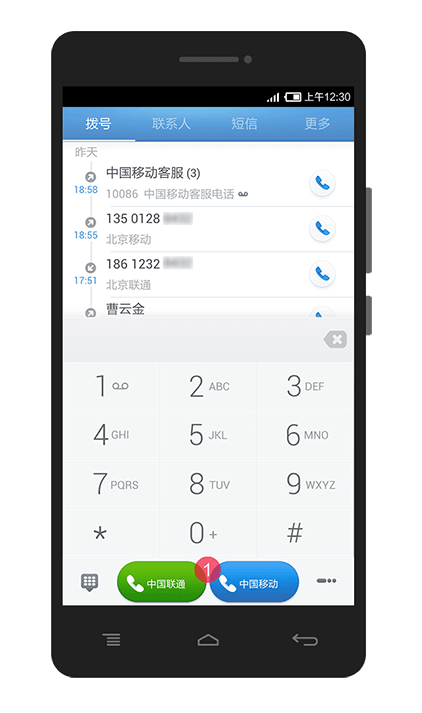 上午12:30
拨号 联系人 短信 更多
昨天
中国移动客服 (3)
18:58
10086 中国移动客服电话
135 0128
18:55
北京移动
186 1232
17:51
北京联通
曹云金
1 2 ABC 3 DEF
4 GHI 5 JKL 6 MNO
7 PQRS 8 TUV 9 WXYZ
* 0 + #
1
中国联通 中国移动